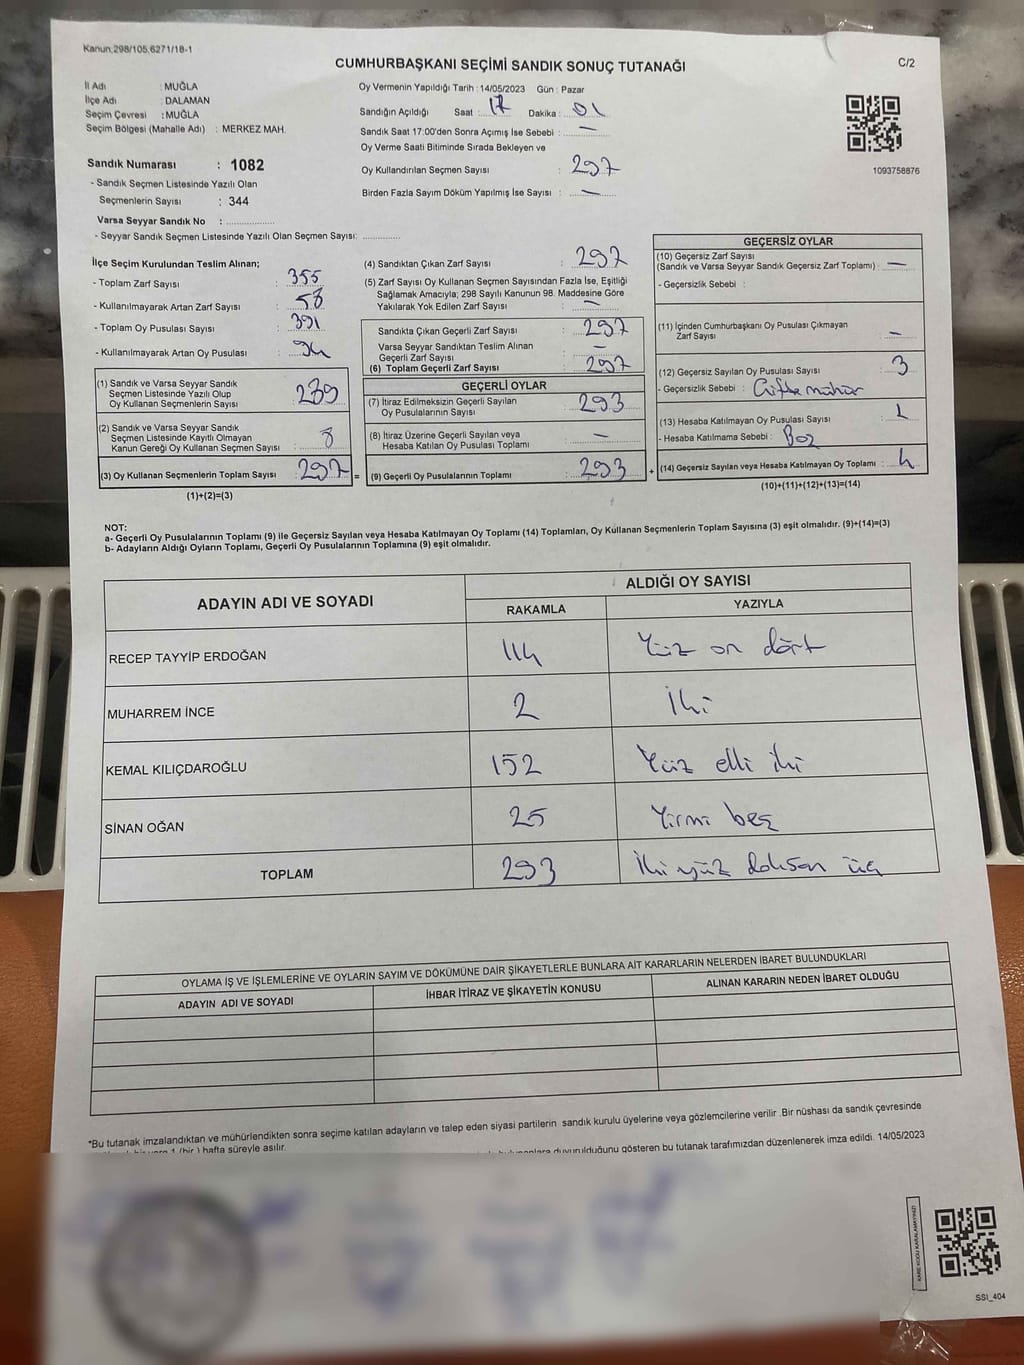 Kanun;298/105,6271/18-1
CUMHURBAŞKANI SEÇİMİ SANDIK SONUÇ TUTANAĞI
C/2
İl Adı : MUĞLA
İlçe Adı : DALAMAN
Seçim Çevresi : MUĞLA
Seçim Bölgesi (Mahalle Adı) : MERKEZ MAH.
Sandık Numarası : 1082
- Sandık Seçmen Listesinde Yazılı Olan
Seçmenlerin Sayısı : 344
Varsa Seyyar Sandık No :
- Seyyar Sandık Seçmen Listesinde Yazılı Olan Seçmen Sayısı:
Oy Vermenin Yapıldığı Tarih : 14/05/2023 Gün : Pazar
Sandığın Açıldığı Saat : 17 Dakika : 01
Sandık Saat 17:00'den Sonra Açılmış İse Sebebi : —
Oy Verme Saati Bitiminde Sırada Bekleyen ve
Oy Kullandırılan Seçmen Sayısı : 297
Birden Fazla Sayım Döküm Yapılmış İse Sayısı : —
1093758876
İlçe Seçim Kurulundan Teslim Alınan;
- Toplam Zarf Sayısı : 355
- Kullanılmayarak Artan Zarf Sayısı : 58
- Toplam Oy Pusulası Sayısı : 391
- Kullanılmayarak Artan Oy Pusulası : 94
(1) Sandık ve Varsa Seyyar Sandık
Seçmen Listesinde Yazılı Olup
Oy Kullanan Seçmenlerin Sayısı : 289
(2) Sandık ve Varsa Seyyar Sandık
Seçmen Listesinde Kayıtlı Olmayan
Kanun Gereği Oy Kullanan Seçmen Sayısı : 8
(3) Oy Kullanan Seçmenlerin Toplam Sayısı : 297 =
(1)+(2)=(3)
(4) Sandıktan Çıkan Zarf Sayısı : 297
(5) Zarf Sayısı Oy Kullanan Seçmen Sayısından Fazla İse, Eşitliği
Sağlamak Amacıyla; 298 Sayılı Kanunun 98. Maddesine Göre
Yakılarak Yok Edilen Zarf Sayısı : —
Sandıkta Çıkan Geçerli Zarf Sayısı : 297
Varsa Seyyar Sandıktan Teslim Alınan
Geçerli Zarf Sayısı : —
(6) Toplam Geçerli Zarf Sayısı : 297
GEÇERLİ OYLAR
(7) İtiraz Edilmeksizin Geçerli Sayılan
Oy Pusulalarının Sayısı : 293
(8) İtiraz Üzerine Geçerli Sayılan veya
Hesaba Katılan Oy Pusulası Toplamı : —
(9) Geçerli Oy Pusulalarının Toplamı : 293 +
GEÇERSİZ OYLAR
(10) Geçersiz Zarf Sayısı
(Sandık ve Varsa Seyyar Sandık Geçersiz Zarf Toplamı) : —
- Geçersizlik Sebebi :
(11) İçinden Cumhurbaşkanı Oy Pusulası Çıkmayan
Zarf Sayısı : —
(12) Geçersiz Sayılan Oy Pusulası Sayısı : 3
- Geçersizlik Sebebi : Çifte mühür
(13) Hesaba Katılmayan Oy Pusulası Sayısı : 1
- Hesaba Katılmama Sebebi : Boş
(14) Geçersiz Sayılan veya Hesaba Katılmayan Oy Toplamı : 4
(10)+(11)+(12)+(13)=(14)
NOT:
a- Geçerli Oy Pusulalarının Toplamı (9) ile Geçersiz Sayılan veya Hesaba Katılmayan Oy Toplamı (14) Toplamları, Oy Kullanan Seçmenlerin Toplam Sayısına (3) eşit olmalıdır. (9)+(14)=(3)
b- Adayların Aldığı Oyların Toplamı, Geçerli Oy Pusulalarının Toplamına (9) eşit olmalıdır.
ADAYIN ADI VE SOYADI
ALDIĞI OY SAYISI
RAKAMLA YAZIYLA
RECEP TAYYİP ERDOĞAN 114 Yüz on dört
MUHARREM İNCE 2 İki
KEMAL KILIÇDAROĞLU 152 Yüz elli iki
SİNAN OĞAN 25 Yirmi beş
TOPLAM 293 İki yüz doksan üç
OYLAMA İŞ VE İŞLEMLERİNE VE OYLARIN SAYIM VE DÖKÜMÜNE DAİR ŞİKAYETLERLE BUNLARA AİT KARARLARIN NELERDEN İBARET BULUNDUKLARI
ADAYIN ADI VE SOYADI İHBAR İTİRAZ VE ŞİKAYETİN KONUSU ALINAN KARARIN NEDEN İBARET OLDUĞU
*Bu tutanak imzalandıktan ve mühürlendikten sonra seçime katılan adayların ve talep eden siyasi partilerin sandık kurulu üyelerine veya gözlemcilerine verilir .Bir nüshası da sandık çevresinde
1 (bir ) hafta süreyle asılır. duyurulduğunu gösteren bu tutanak tarafımızdan düzenlenerek imza edildi. 14/05/2023
KARE KODU KARALAMAYINIZ!
SSI_404